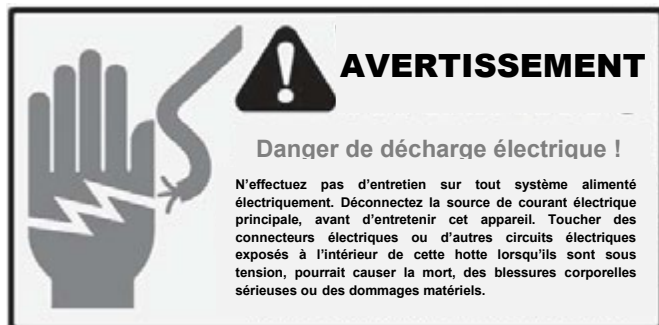 AVERTISSEMENT
Danger de décharge électrique !
N'effectuez pas d'entretien sur tout système alimenté
électriquement. Déconnectez la source de courant électrique
principale, avant d'entretenir cet appareil. Toucher des
connecteurs électriques ou d'autres circuits électriques
exposés à l'intérieur de cette hotte lorsqu'ils sont sous
tension, pourrait causer la mort, des blessures corporelles
sérieuses ou des dommages matériels.